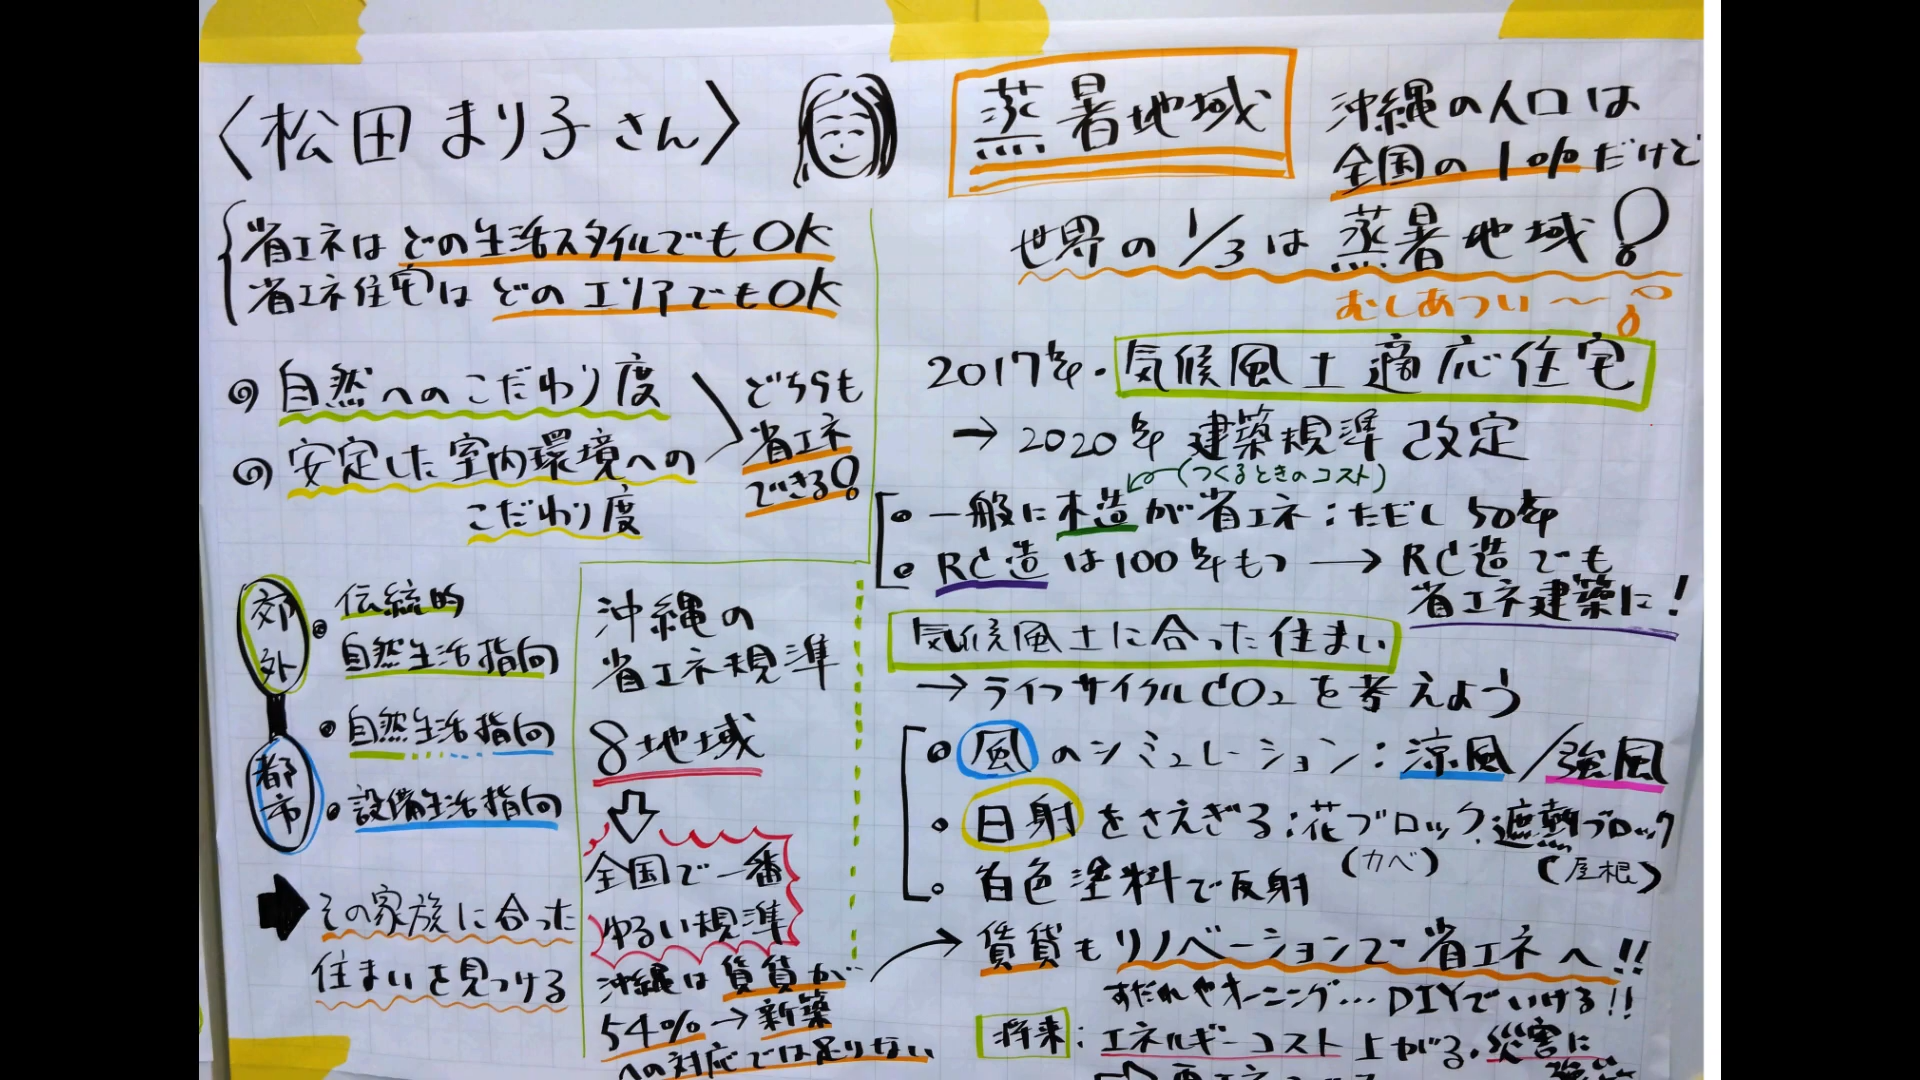 〈松田まり子さん〉
省エネはどの生活スタイルでもOK
省エネ住宅はどのエリアでもOK
◎自然へのこだわり度
◎安定した室内環境への
こだわり度
どちらも
省エネ
できる!
郊外
・伝統的
自然生活指向
・自然生活指向
都市
・設備生活指向
➡その家族に合った
住まいを見つける
沖縄の
省エネ規準
8地域
⇩
全国で一番
ゆるい規準
沖縄は賃貸が
54%→新築
への対応では足りない
蒸暑地域
沖縄の人口は
全国の1%だけど
世界の1/3は蒸暑地域!
むしあつい〜
2017年・気候風土適応住宅
→2020年建築規準改定
(つくるときのコスト)
・一般に木造が省エネ:ただし50年
・RC造は100年もつ→RC造でも
省エネ建築に!
気候風土に合った住まい
→ライフサイクルCO2を考えよう
・風のシミュレーション:涼風/強風
・日射をさえぎる:花ブロック、遮熱ブロック
(カベ) (屋根)
・白色塗料で反射
→賃貸もリノベーションで省エネへ!!
すだれやオーニング…DIYでいける!!
将来:エネルギーコスト上がる・災害に